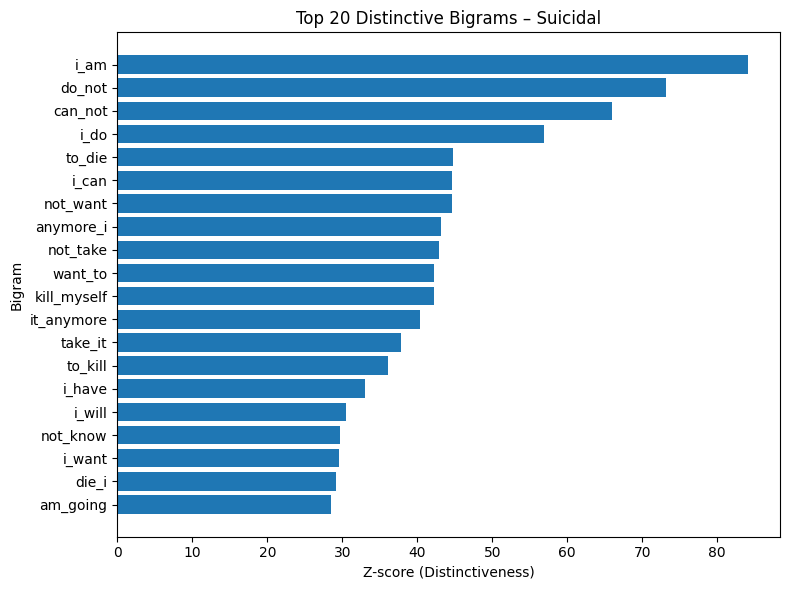 Top 20 Distinctive Bigrams – Suicidal
i_am
do_not
can_not
i_do
to_die
i_can
not_want
anymore_i
not_take
want_to
kill_myself
it_anymore
take_it
to_kill
i_have
i_will
not_know
i_want
die_i
am_going
Bigram
0 10 20 30 40 50 60 70 80
Z-score (Distinctiveness)